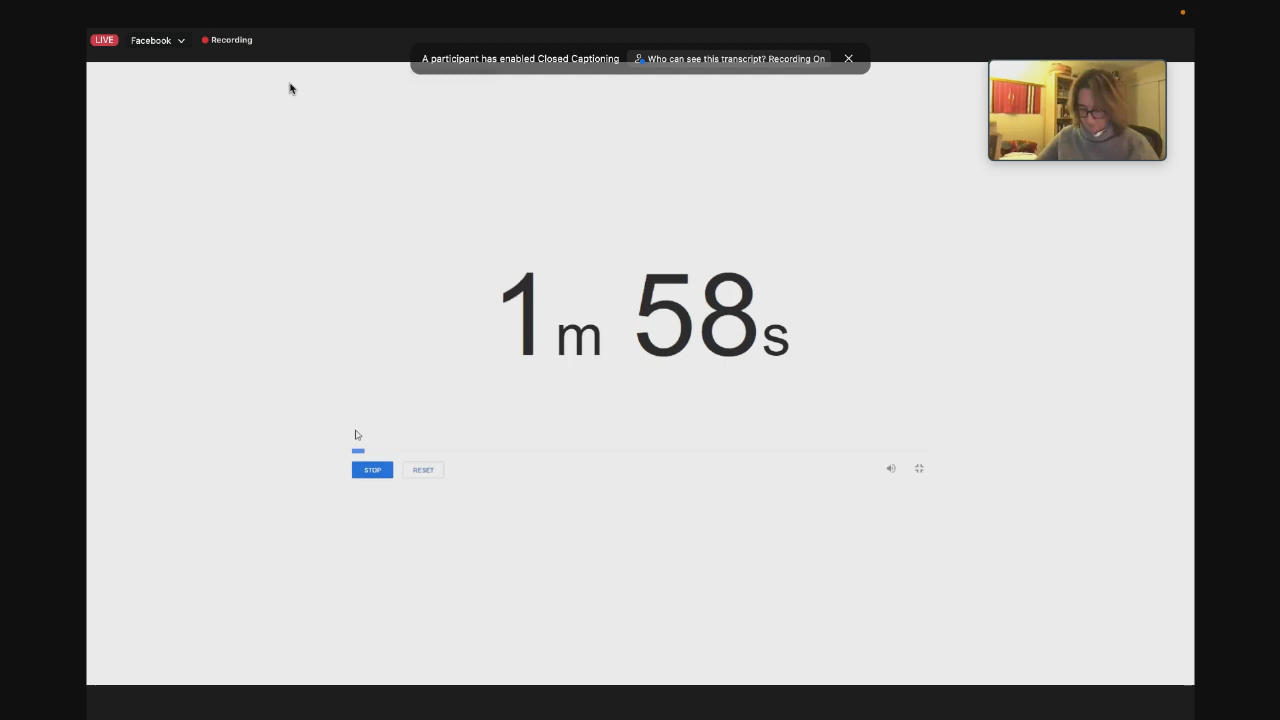 LIVE Facebook Recording
A participant has enabled Closed Captioning Who can see this transcript? Recording On
1m 58s
STOP RESET